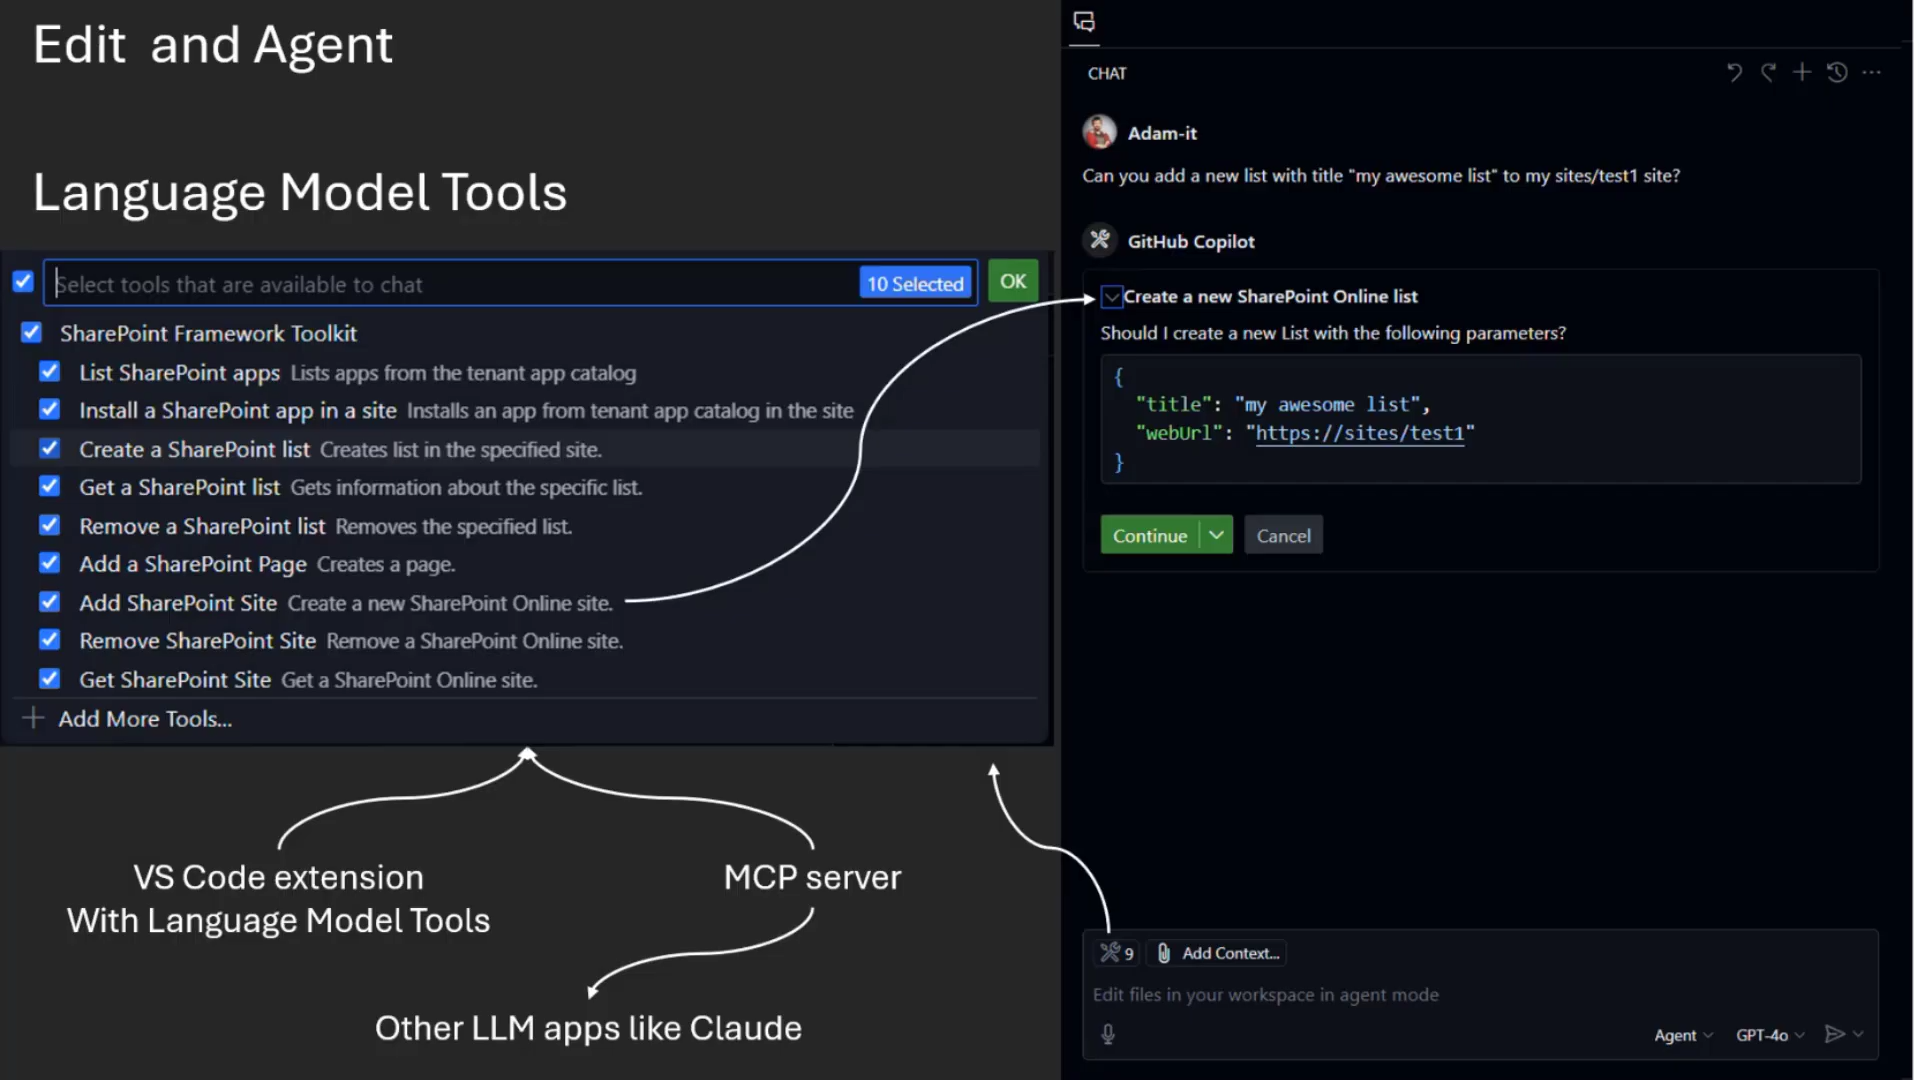 Edit and Agent
Language Model Tools
Select tools that are available to chat
10 Selected
OK
SharePoint Framework Toolkit
List SharePoint apps Lists apps from the tenant app catalog
Install a SharePoint app in a site Installs an app from tenant app catalog in the site
Create a SharePoint list Creates list in the specified site.
Get a SharePoint list Gets information about the specific list.
Remove a SharePoint list Removes the specified list.
Add a SharePoint Page Creates a page.
Add SharePoint Site Create a new SharePoint Online site.
Remove SharePoint Site Remove a SharePoint Online site.
Get SharePoint Site Get a SharePoint Online site.
Add More Tools...
VS Code extension
With Language Model Tools
MCP server
Other LLM apps like Claude
CHAT
Adam-it
Can you add a new list with title "my awesome list" to my sites/test1 site?
GitHub Copilot
Create a new SharePoint Online list
Should I create a new List with the following parameters?
{
"title": "my awesome list",
"webUrl": "https://sites/test1"
}
Continue
Cancel
9
Add Context...
Edit files in your workspace in agent mode
Agent
GPT-4o